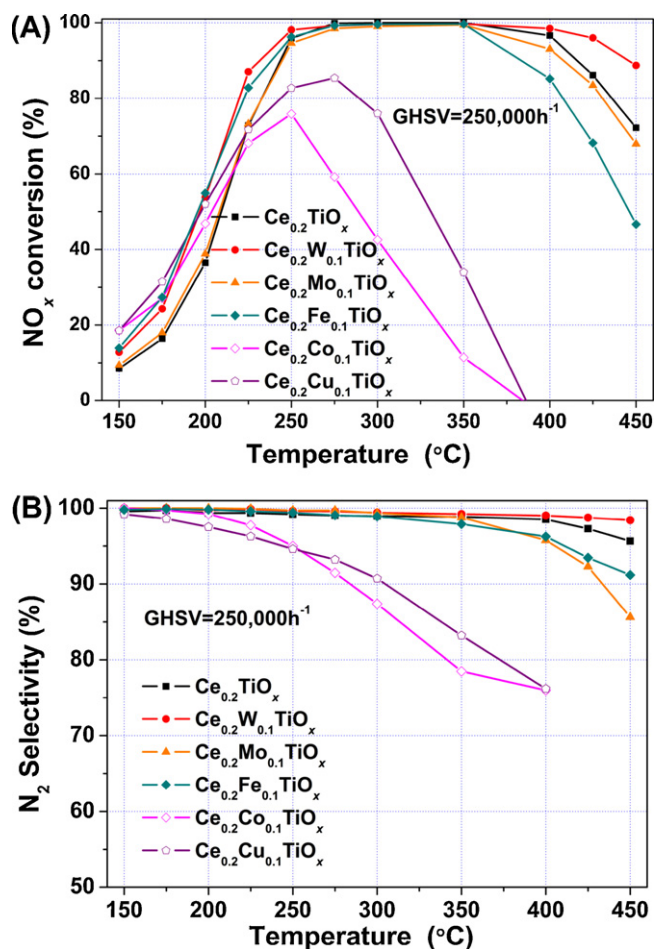 (A)
100
80
60
40
20
0
NOₓ conversion (%)
GHSV=250,000h⁻¹
Ce₀.₂TiOₓ
Ce₀.₂W₀.₁TiOₓ
Ce₀.₂Mo₀.₁TiOₓ
Ce₀.₂Fe₀.₁TiOₓ
Ce₀.₂Co₀.₁TiOₓ
Ce₀.₂Cu₀.₁TiOₓ
150 200 250 300 350 400 450
Temperature (°C)
(B)
100
90
80
70
60
50
N₂ Selectivity (%)
GHSV=250,000h⁻¹
Ce₀.₂TiOₓ
Ce₀.₂W₀.₁TiOₓ
Ce₀.₂Mo₀.₁TiOₓ
Ce₀.₂Fe₀.₁TiOₓ
Ce₀.₂Co₀.₁TiOₓ
Ce₀.₂Cu₀.₁TiOₓ
150 200 250 300 350 400 450
Temperature (°C)